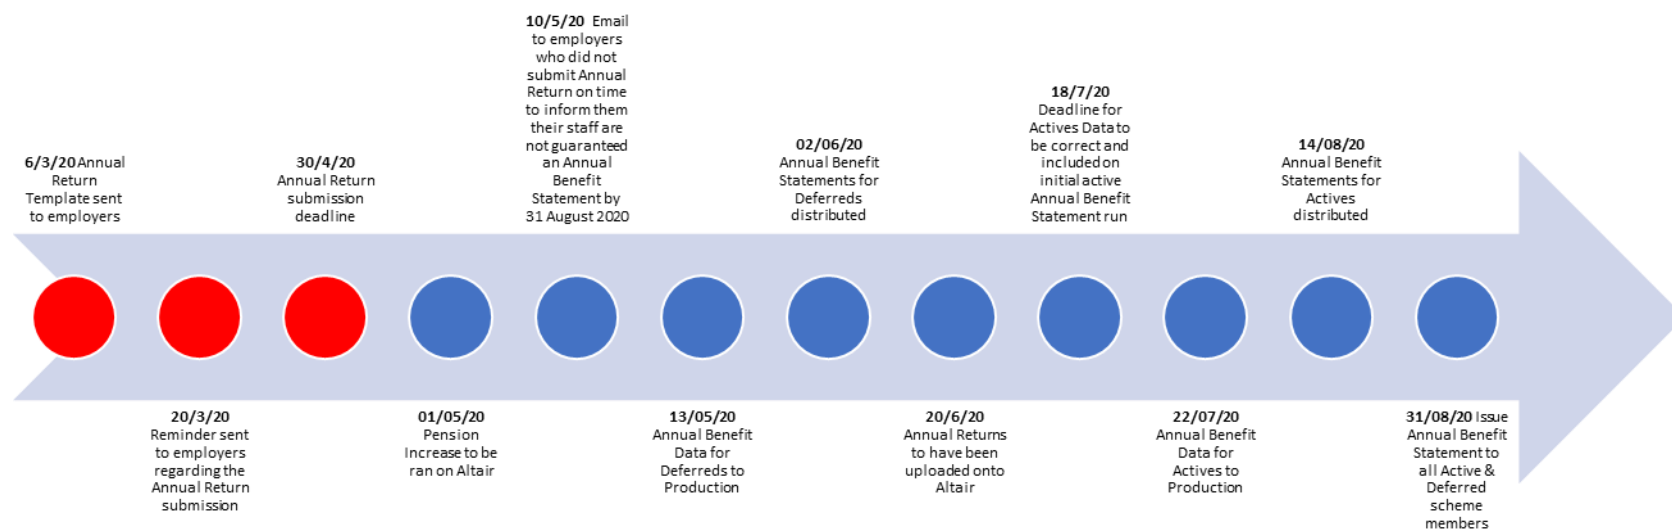 6/3/20 Annual
Return
Template sent
to employers
20/3/20
Reminder sent
to employers
regarding the
Annual Return
submission
30/4/20
Annual Return
submission
deadline
01/05/20
Pension
Increase to be
ran on Altair
10/5/20 Email
to employers
who did not
submit Annual
Return on time
to inform them
their staff are
not guaranteed
an Annual
Benefit
Statement by
31 August 2020
13/05/20
Annual Benefit
Data for
Deferreds to
Production
02/06/20
Annual Benefit
Statements for
Deferreds
distributed
20/6/20
Annual Returns
to have been
uploaded onto
Altair
18/7/20
Deadline for
Actives Data to
be correct and
included on
initial active
Annual Benefit
Statement run
22/07/20
Annual Benefit
Data for
Actives to
Production
14/08/20
Annual Benefit
Statements for
Actives
distributed
31/08/20 Issue
Annual Benefit
Statement to
all Active &
Deferred
scheme
members